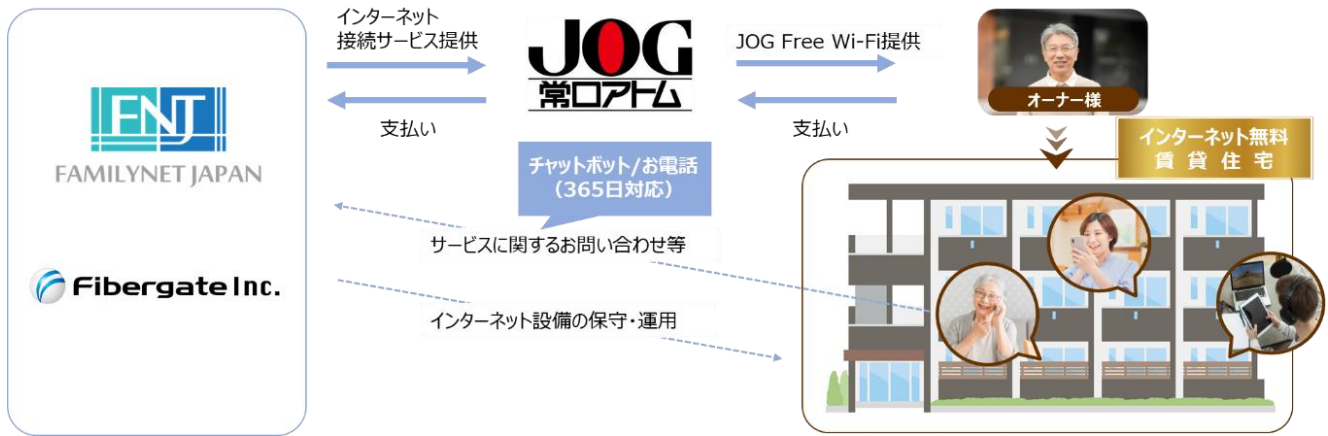 インターネット
接続サービス提供
支払い
FNJ
FAMILYNET JAPAN
Fibergate Inc.
JOG
常口アトム
JOG Free Wi-Fi提供
支払い
オーナー様
インターネット無料
賃貸住宅
チャットボット/お電話
（365日対応）
サービスに関するお問い合わせ等
インターネット設備の保守・運用